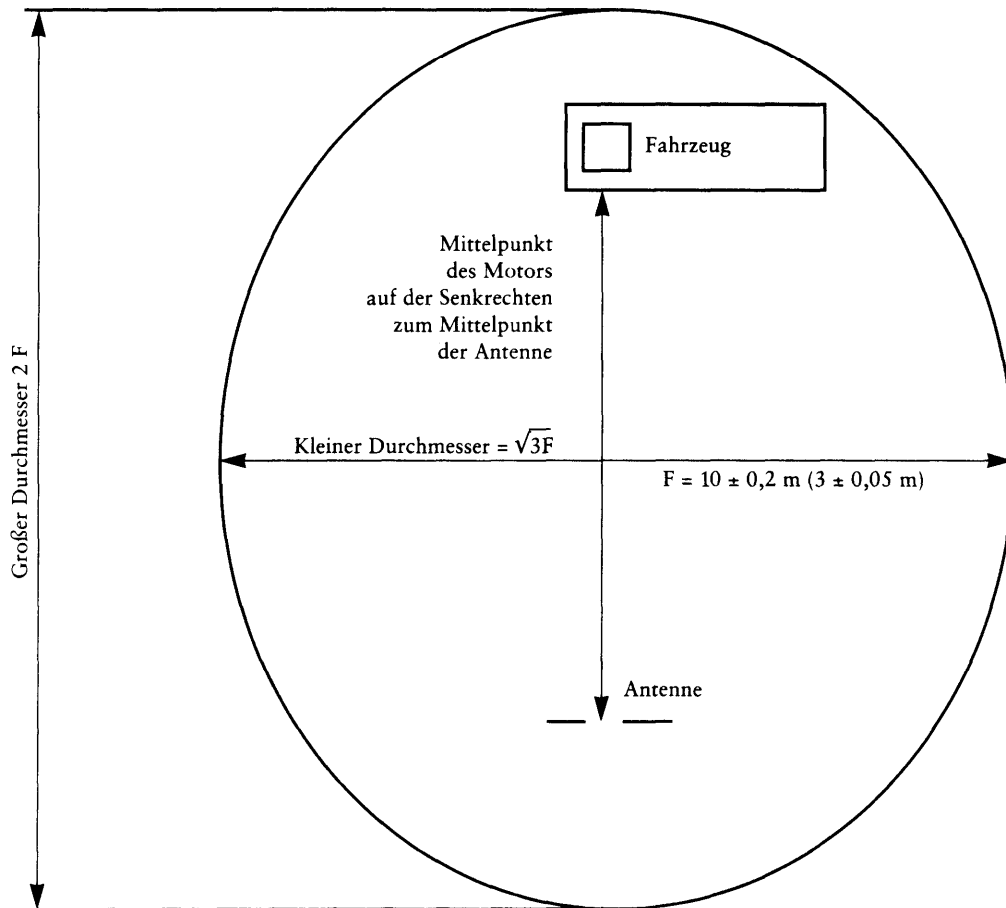 Fahrzeug
Mittelpunkt
des Motors
auf der Senkrechten
zum Mittelpunkt
der Antenne
Großer Durchmesser 2 F
Kleiner Durchmesser = √3F
F = 10 ± 0,2 m (3 ± 0,05 m)
Antenne